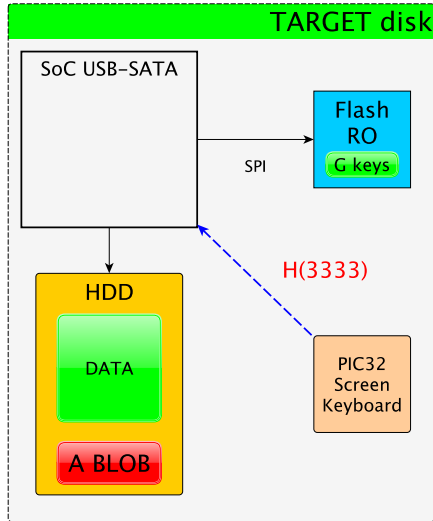 TARGET disk
SoC USB-SATA
Flash
RO
G keys
SPI
H(3333)
HDD
DATA
A BLOB
PIC32
Screen
Keyboard